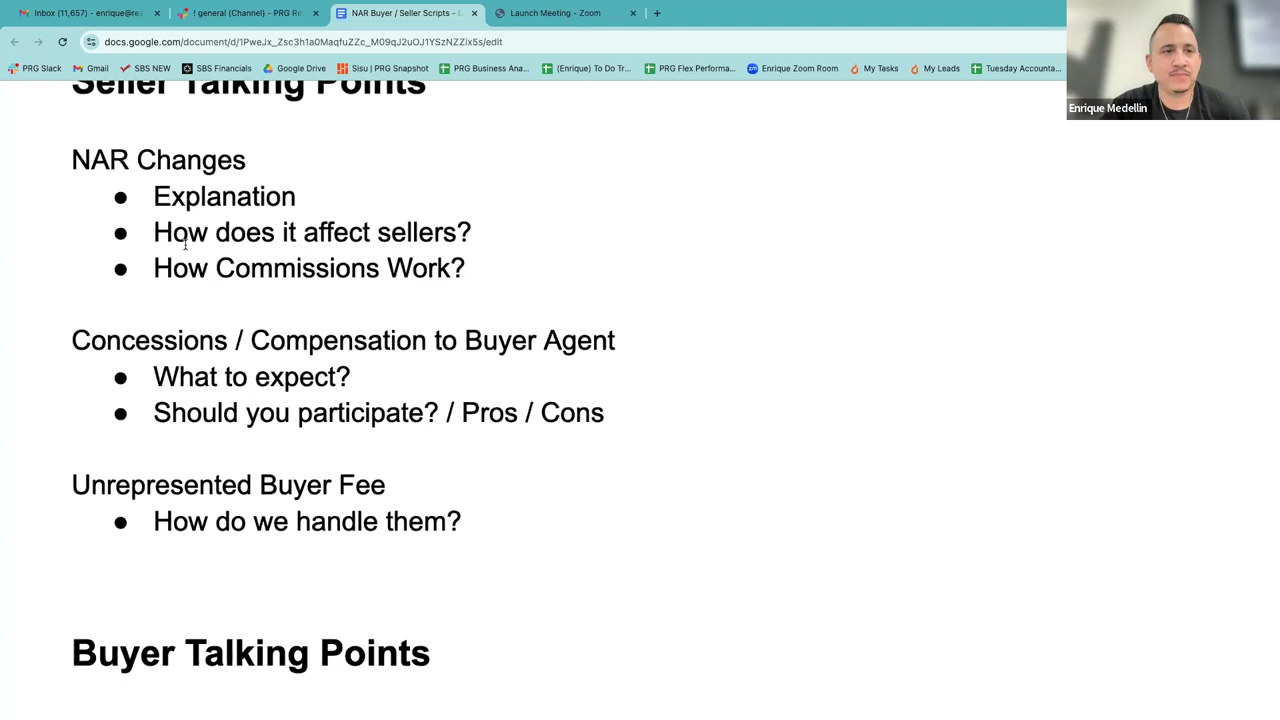 Inbox (11,657) - enrique@rea
! general (Channel) - PRG Re
NAR Buyer / Seller Scripts - G
Launch Meeting - Zoom
docs.google.com/document/d/1PweJx_Zsc3h1a0MaqfuZZc_M09qJ2uOJ1YSzNZZix5s/edit
PRG Slack
Gmail
SBS NEW
SBS Financials
Google Drive
Sisu | PRG Snapshot
PRG Business Ana...
(Enrique) To Do Tr...
PRG Flex Performa...
Enrique Zoom Room
My Tasks
My Leads
Tuesday Accounta...
Enrique Medellin
Seller Talking Points
NAR Changes
● Explanation
● How does it affect sellers?
● How Commissions Work?
Concessions / Compensation to Buyer Agent
● What to expect?
● Should you participate? / Pros / Cons
Unrepresented Buyer Fee
● How do we handle them?
Buyer Talking Points